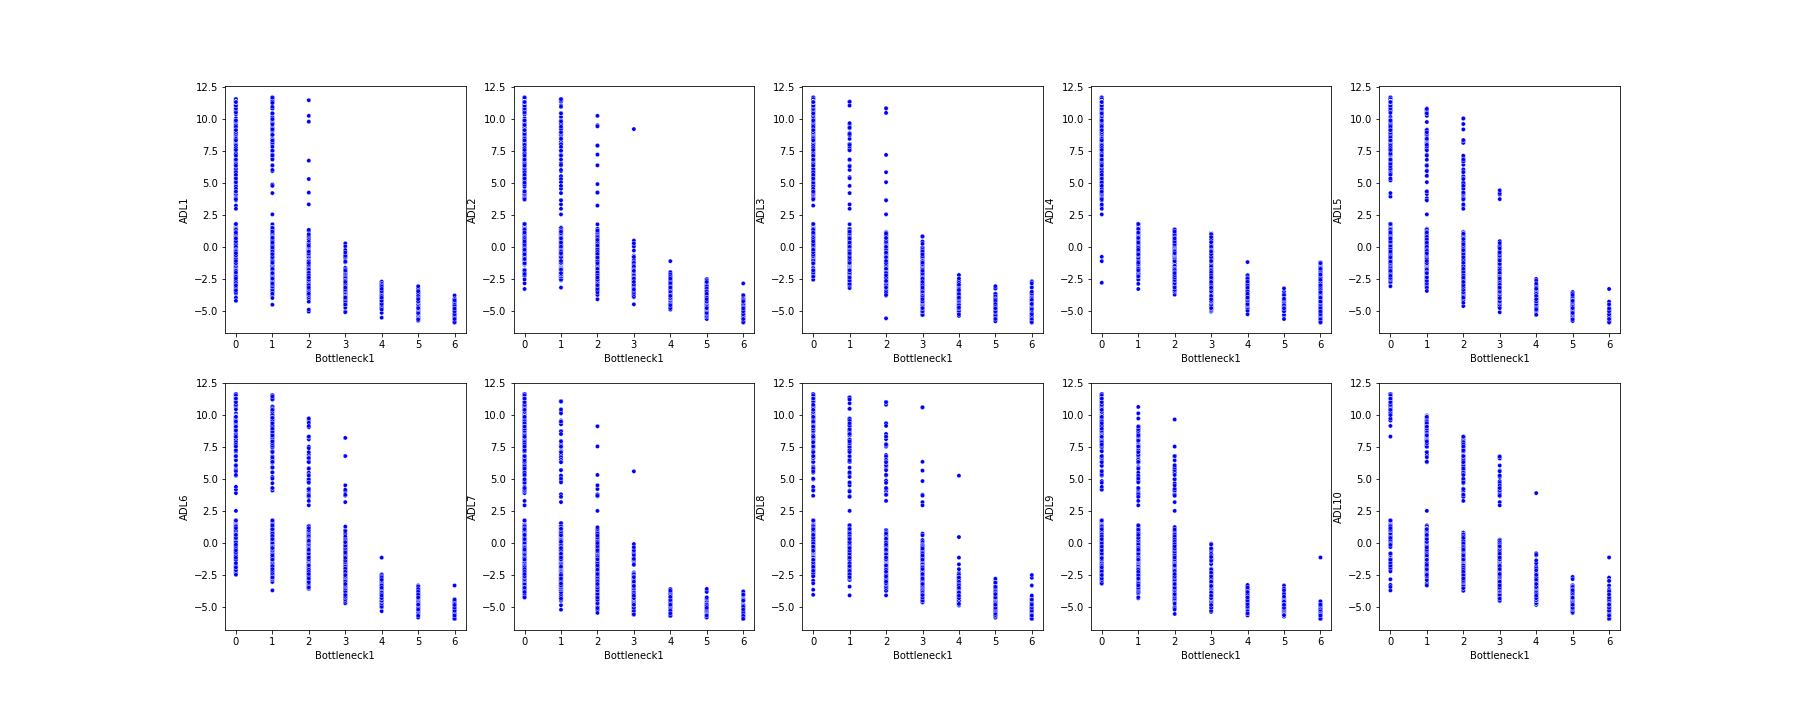 12.5 12.5 12.5 12.5 12.5
10.0 10.0 10.0 10.0 10.0
7.5 7.5 7.5 7.5 7.5
5.0 5.0 5.0 5.0 5.0
ADL1 ADL2 ADL3 ADL4 ADL5
2.5 2.5 2.5 2.5 2.5
0.0 0.0 0.0 0.0 0.0
−2.5 −2.5 −2.5 −2.5 −2.5
−5.0 −5.0 −5.0 −5.0 −5.0
0 1 2 3 4 5 6 0 1 2 3 4 5 6 0 1 2 3 4 5 6 0 1 2 3 4 5 6 0 1 2 3 4 5 6
Bottleneck1 Bottleneck1 Bottleneck1 Bottleneck1 Bottleneck1
12.5 12.5 12.5 12.5 12.5
10.0 10.0 10.0 10.0 10.0
7.5 7.5 7.5 7.5 7.5
5.0 5.0 5.0 5.0 5.0
ADL6 ADL7 ADL8 ADL9 ADL10
2.5 2.5 2.5 2.5 2.5
0.0 0.0 0.0 0.0 0.0
−2.5 −2.5 −2.5 −2.5 −2.5
−5.0 −5.0 −5.0 −5.0 −5.0
0 1 2 3 4 5 6 0 1 2 3 4 5 6 0 1 2 3 4 5 6 0 1 2 3 4 5 6 0 1 2 3 4 5 6
Bottleneck1 Bottleneck1 Bottleneck1 Bottleneck1 Bottleneck1